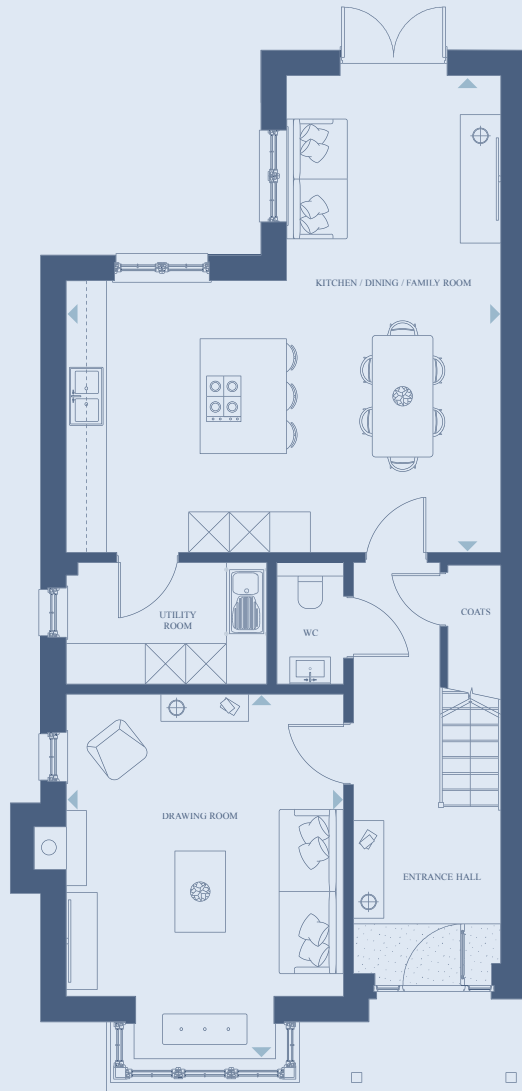 KITCHEN / DINING / FAMILY ROOM
UTILITY
ROOM
WC
COATS
DRAWING ROOM
ENTRANCE HALL